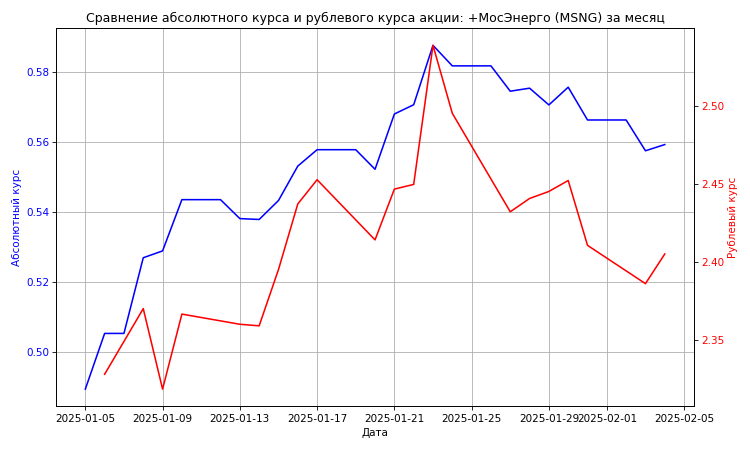 Сравнение абсолютного курса и рублевого курса акции: +МосЭнерго (MSNG) за месяц
Абсолютный курс
0.58
0.56
0.54
0.52
0.50
2.50
2.45
2.40
2.35
Рублевый курс
2025-01-05 2025-01-09 2025-01-13 2025-01-17 2025-01-21 2025-01-25 2025-01-29 2025-02-01 2025-02-05
Дата